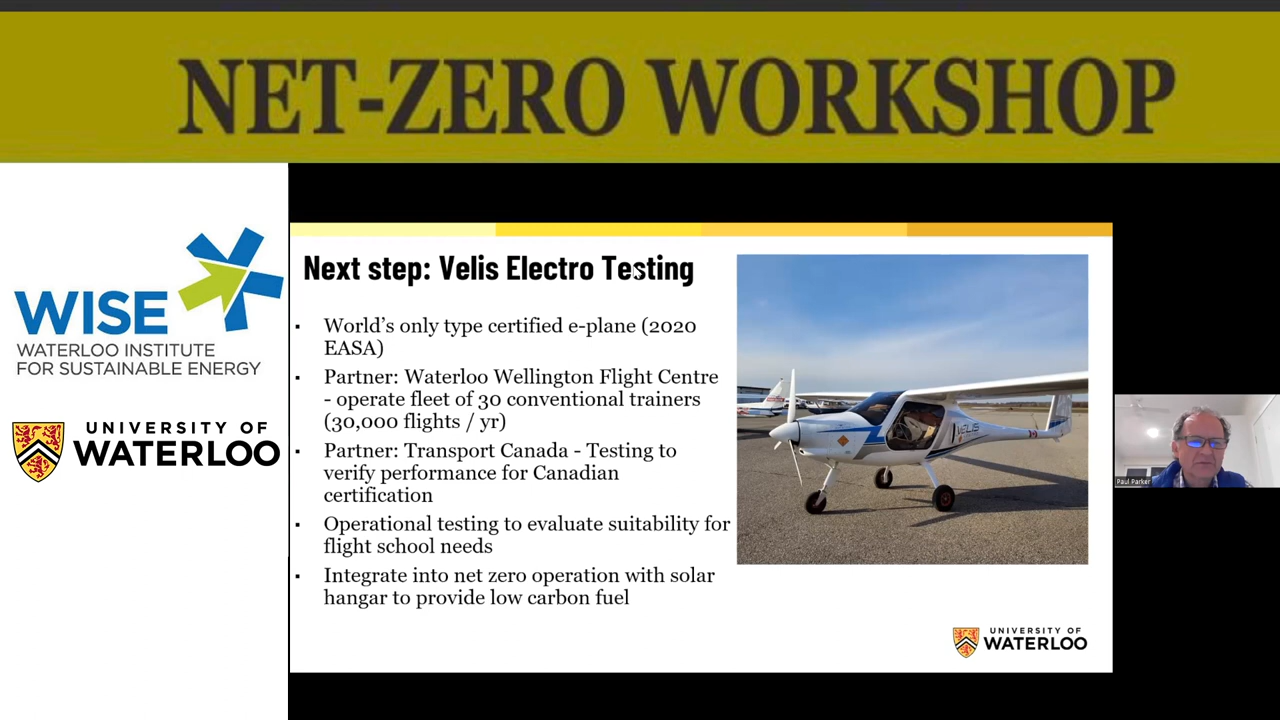 NET-ZERO WORKSHOP
WISE
WATERLOO INSTITUTE
FOR SUSTAINABLE ENERGY
UNIVERSITY OF
WATERLOO
Next step: Velis Electro Testing
▪ World's only type certified e-plane (2020
EASA)
▪ Partner: Waterloo Wellington Flight Centre
- operate fleet of 30 conventional trainers
(30,000 flights / yr)
▪ Partner: Transport Canada - Testing to
verify performance for Canadian
certification
▪ Operational testing to evaluate suitability for
flight school needs
▪ Integrate into net zero operation with solar
hangar to provide low carbon fuel
VELIS
UNIVERSITY OF
WATERLOO
Paul Parker